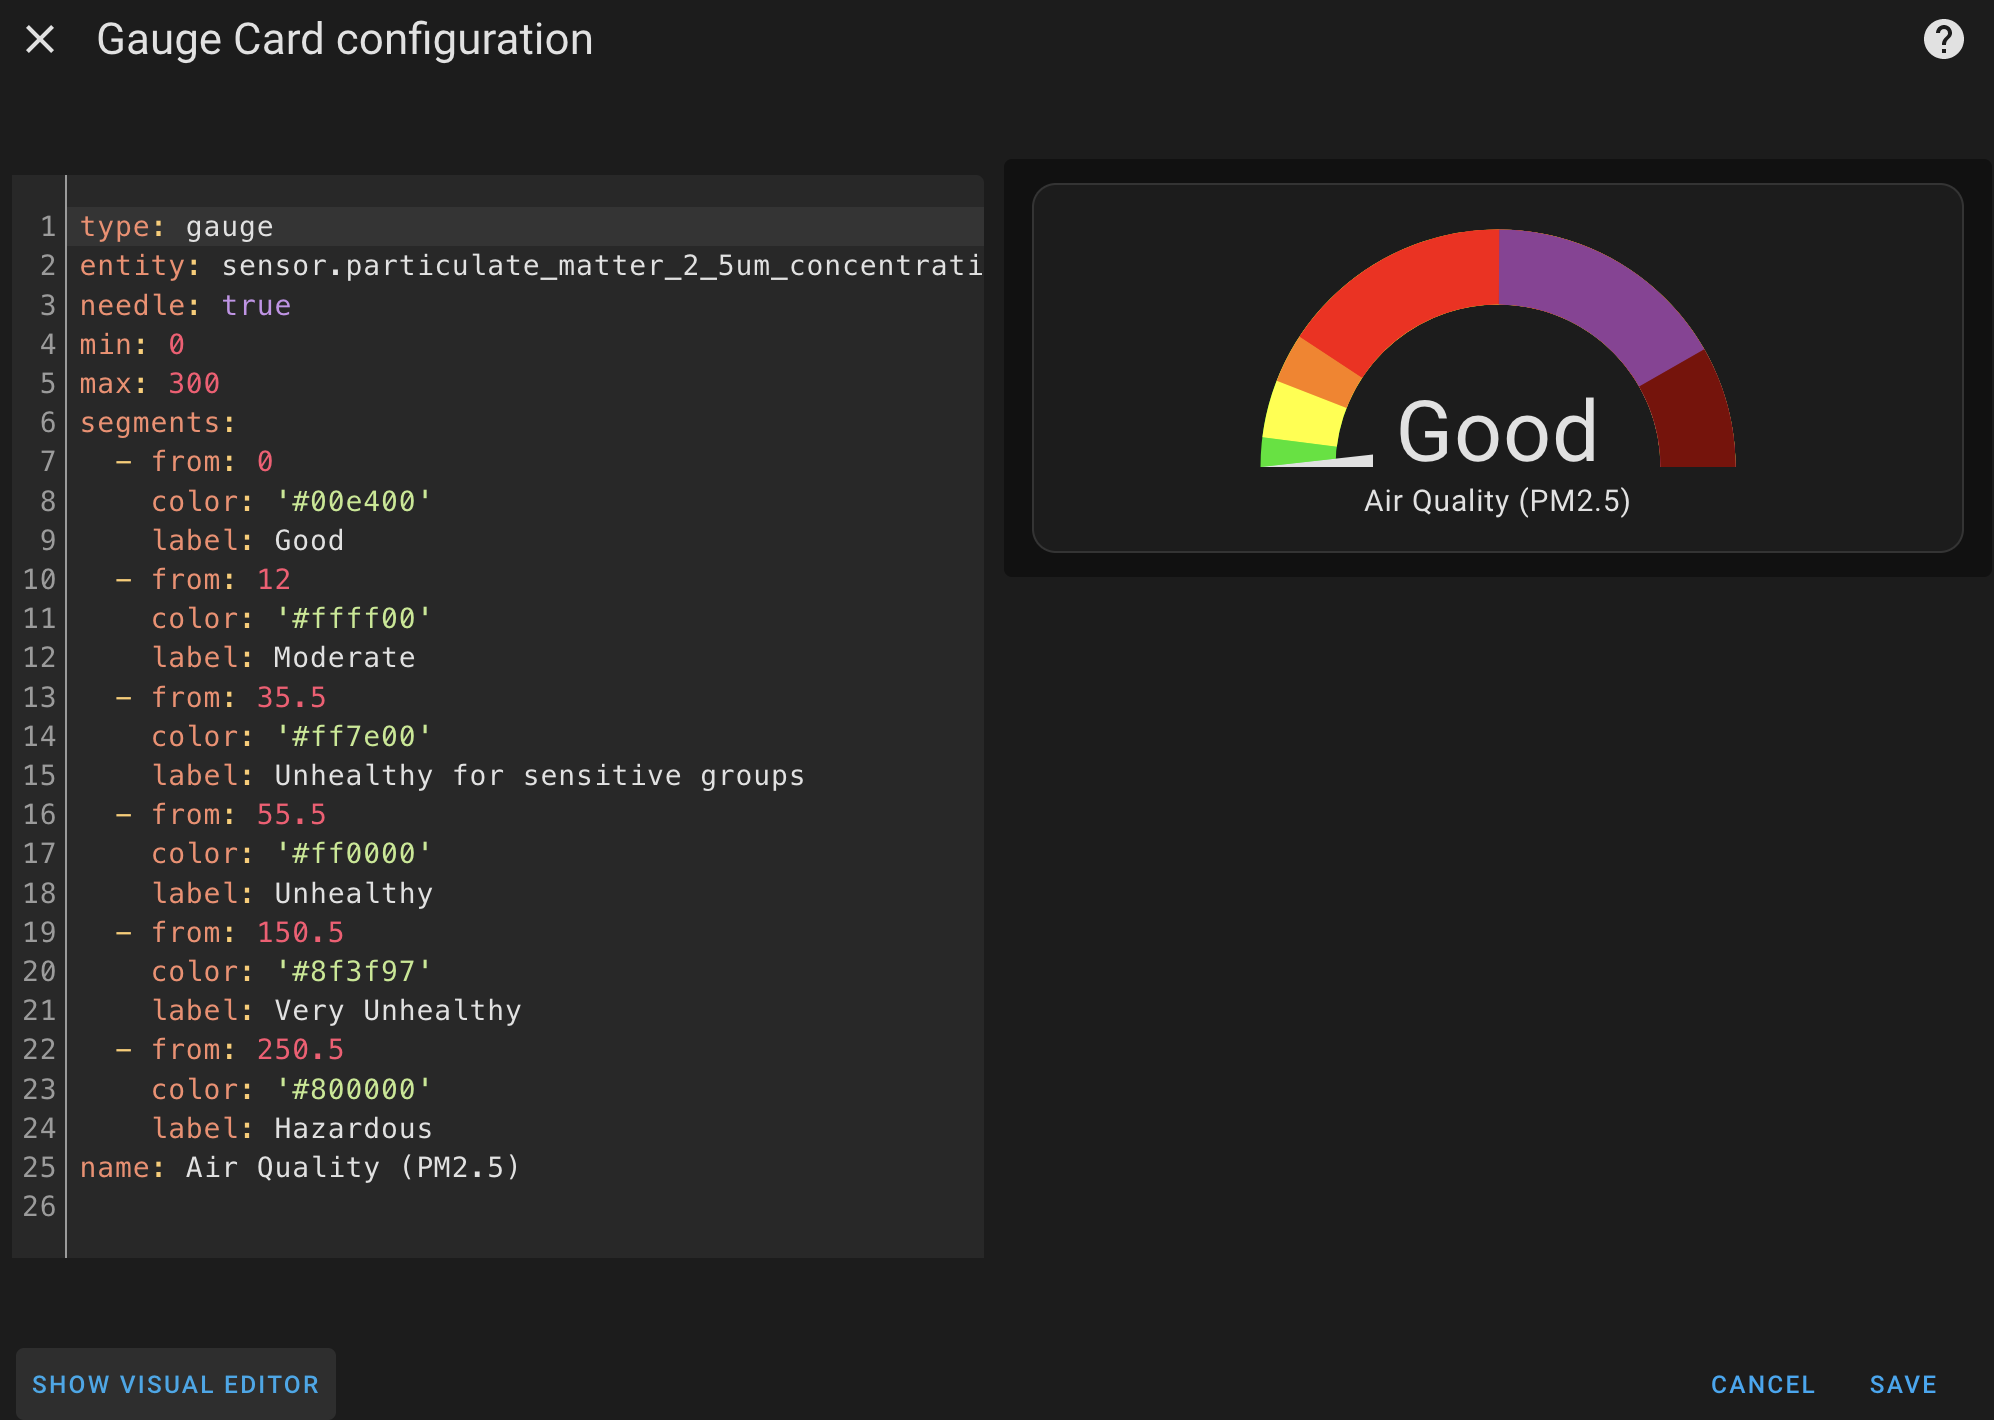 Gauge Card configuration
?
1 type: gauge
2 entity: sensor.particulate_matter_2_5um_concentrati
3 needle: true
4 min: 0
5 max: 300
6 segments:
7   - from: 0
8     color: '#00e400'
9     label: Good
10   - from: 12
11     color: '#ffff00'
12     label: Moderate
13   - from: 35.5
14     color: '#ff7e00'
15     label: Unhealthy for sensitive groups
16   - from: 55.5
17     color: '#ff0000'
18     label: Unhealthy
19   - from: 150.5
20     color: '#8f3f97'
21     label: Very Unhealthy
22   - from: 250.5
23     color: '#800000'
24     label: Hazardous
25 name: Air Quality (PM2.5)
26
Good
Air Quality (PM2.5)
SHOW VISUAL EDITOR
CANCEL
SAVE